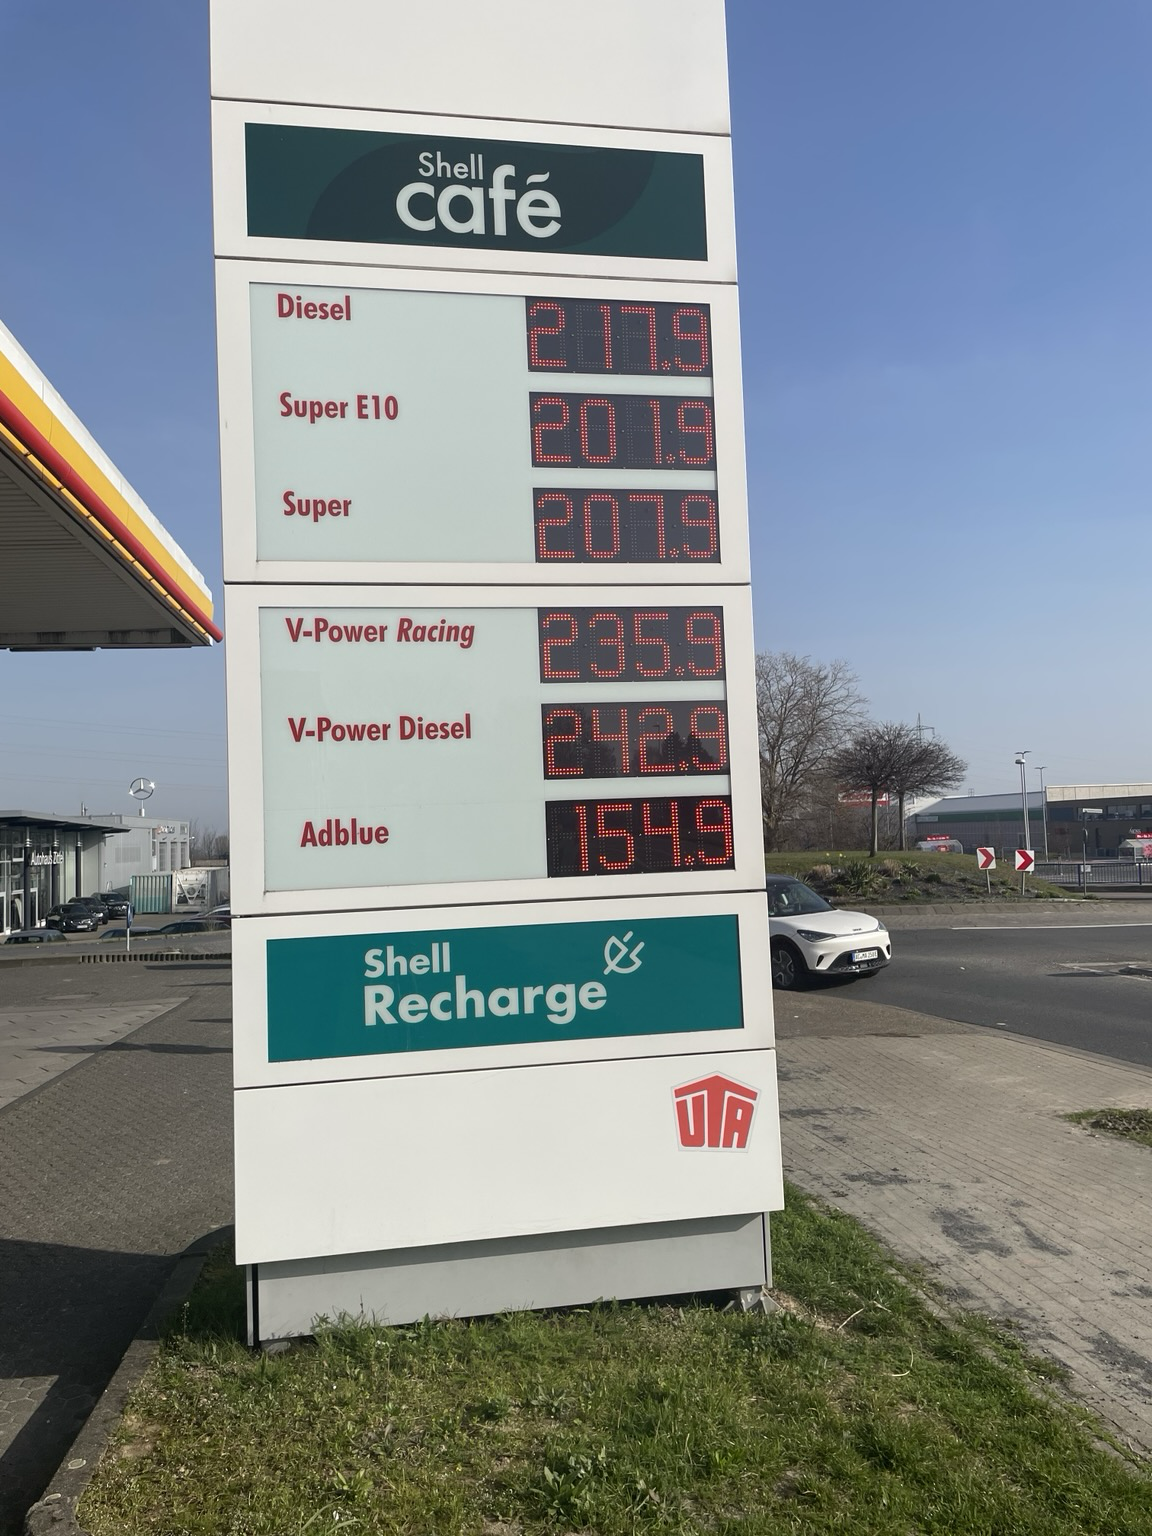 Shell
café
Diesel 217.9
Super E10 201.9
Super 207.9
V-Power Racing 235.9
V-Power Diesel 242.9
Adblue 154.9
Shell
Recharge
UTA
Autohaus